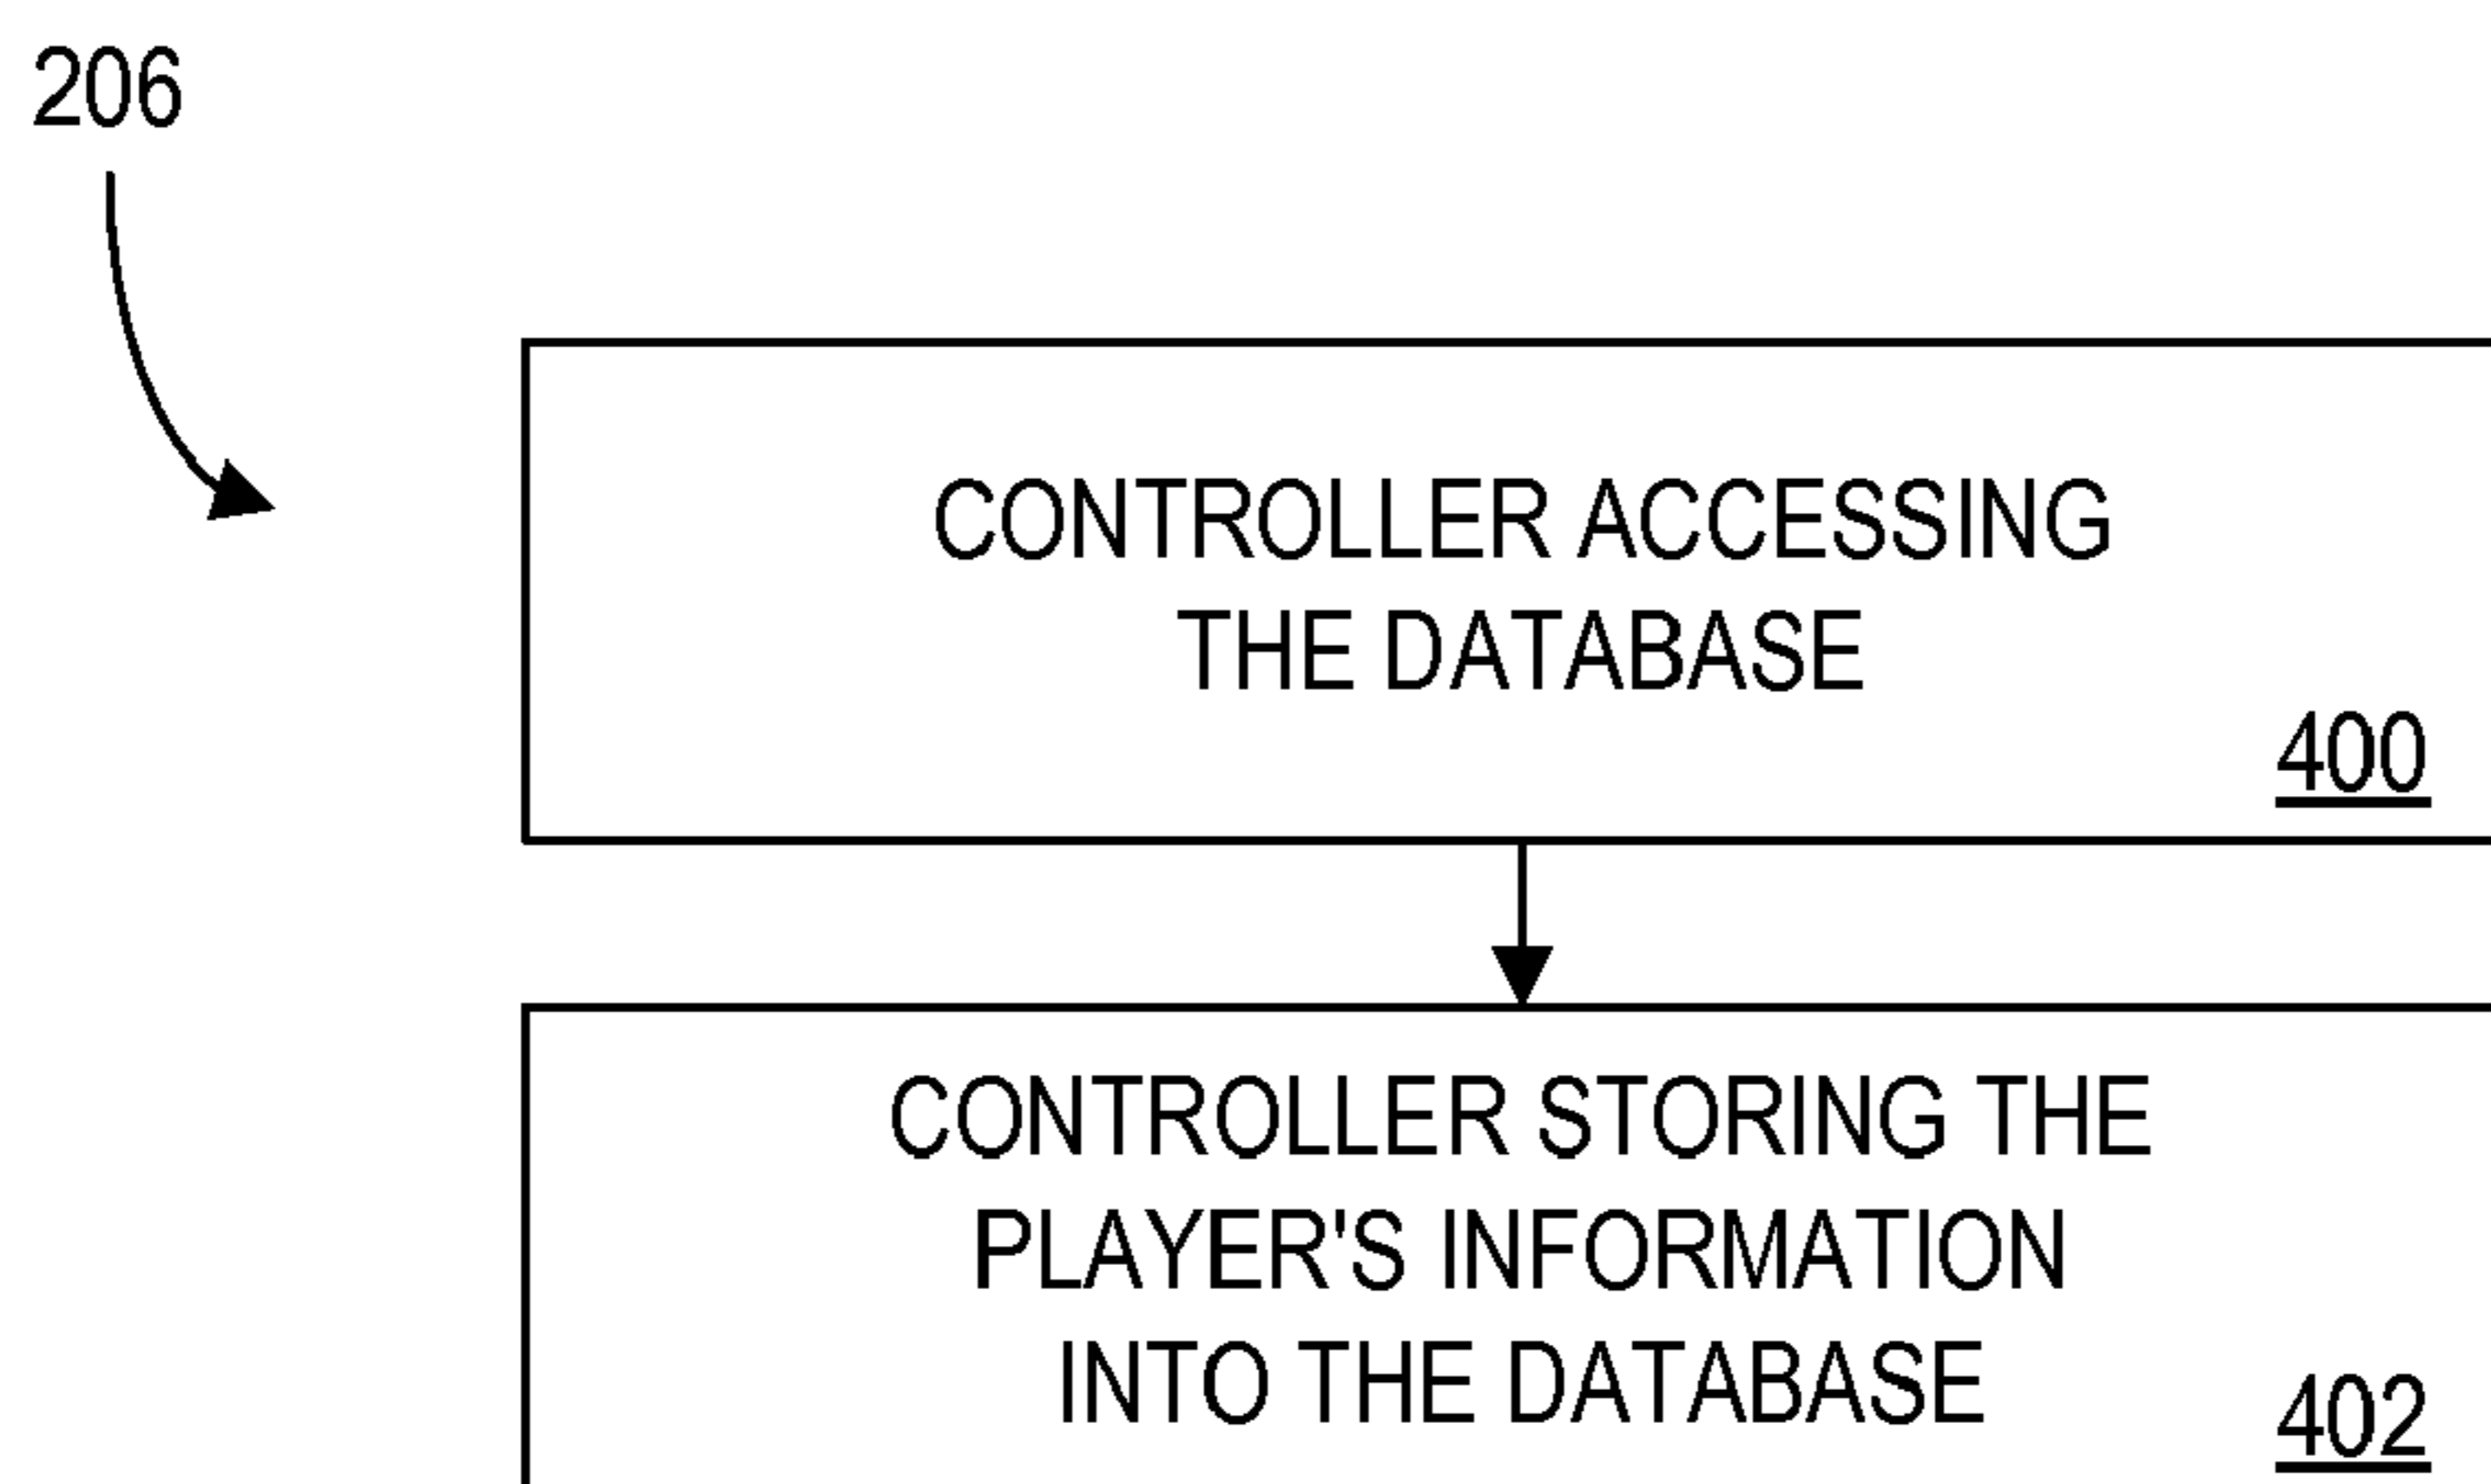 206
CONTROLLER ACCESSING
THE DATABASE
400
CONTROLLER STORING THE
PLAYER'S INFORMATION
INTO THE DATABASE
402